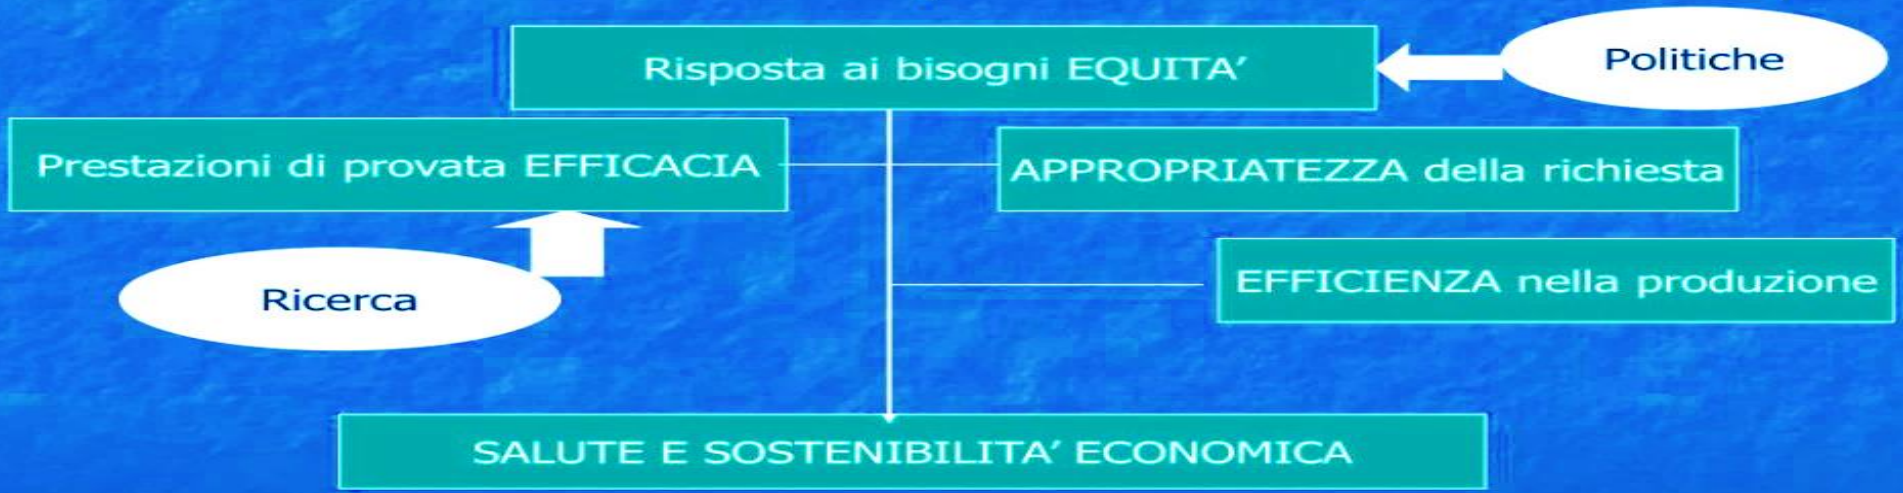 Risposta ai bisogni EQUITA’
Politiche
Prestazioni di provata EFFICACIA
APPROPRIATEZZA della richiesta
Ricerca
EFFICIENZA nella produzione
SALUTE E SOSTENIBILITA’ ECONOMICA